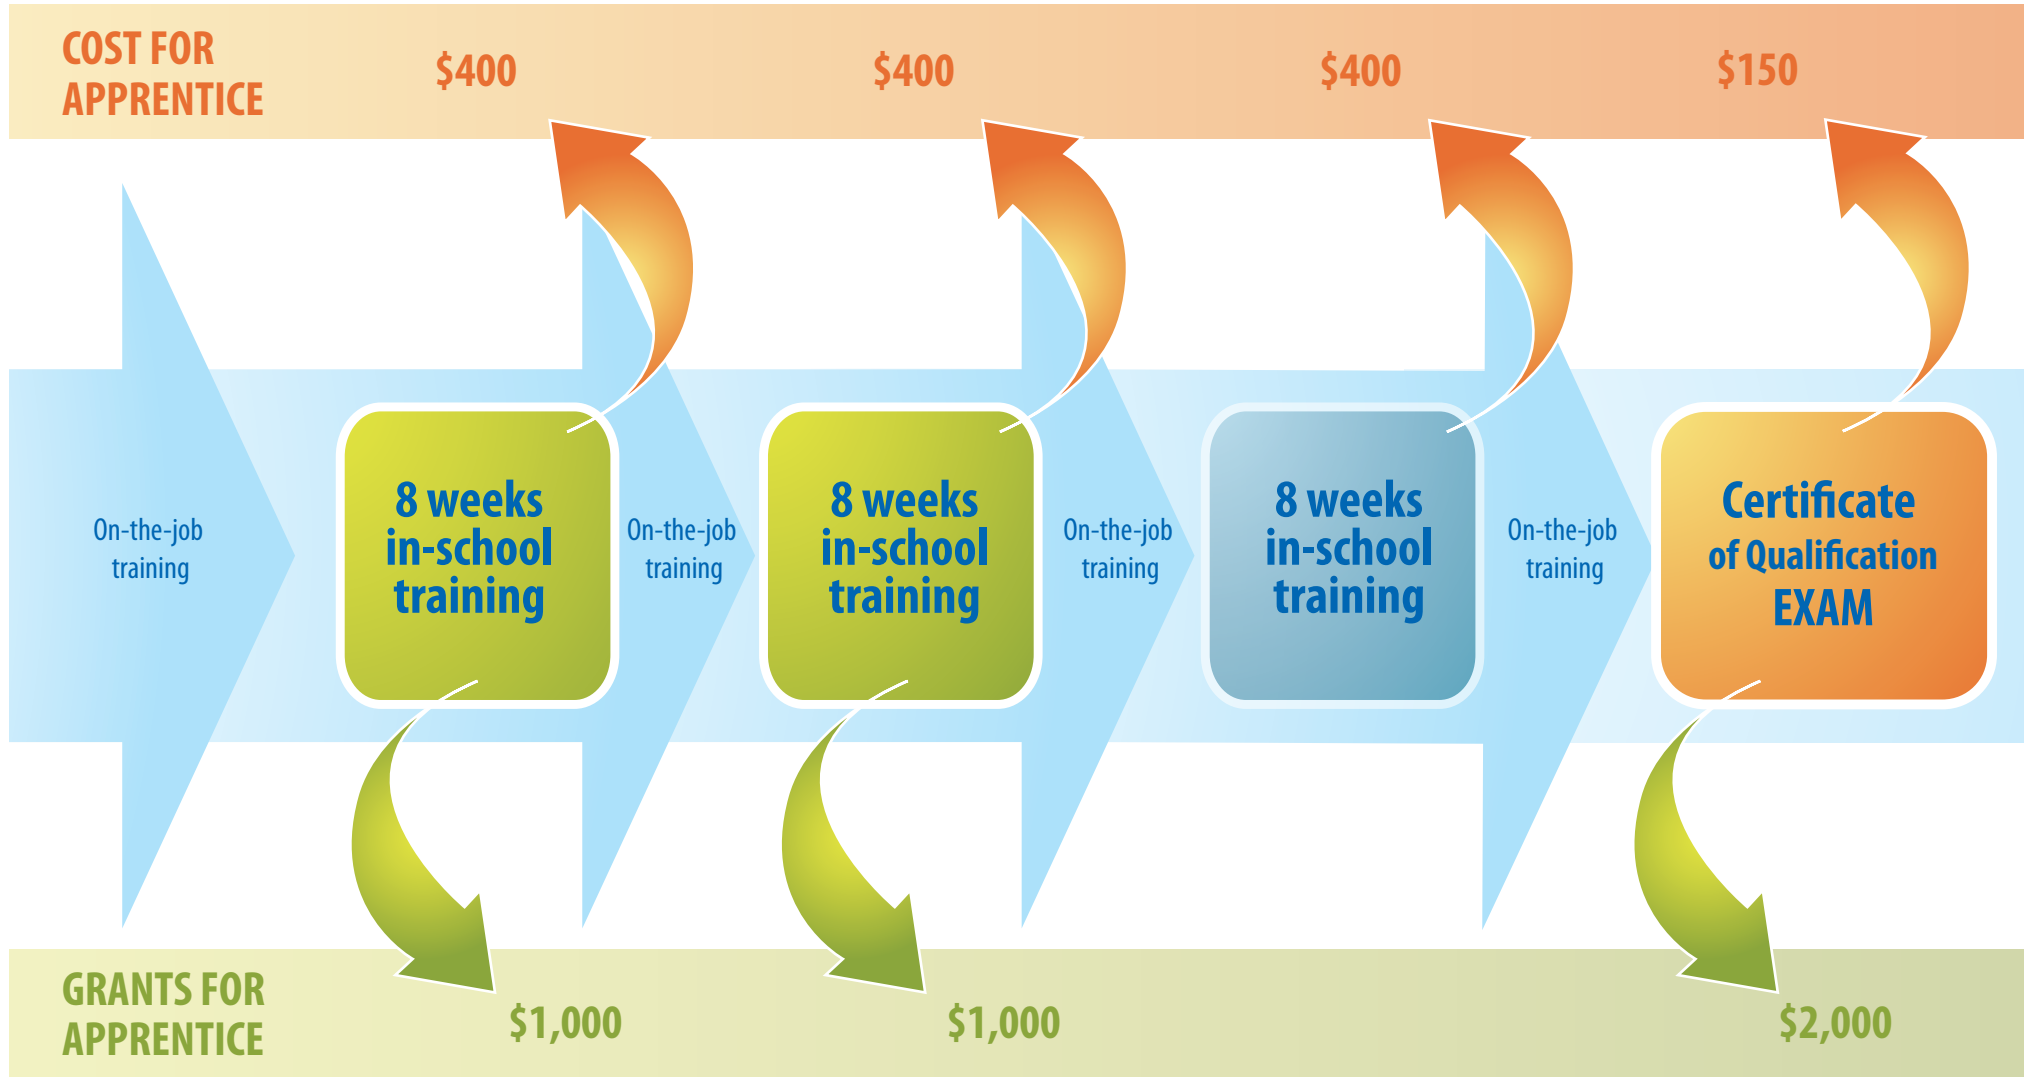 COST FOR
APPRENTICE
$400
$400
$400
$150
On-the-job
training
8 weeks
in-school
training
On-the-job
training
8 weeks
in-school
training
On-the-job
training
8 weeks
in-school
training
On-the-job
training
Certificate
of Qualification
EXAM
GRANTS FOR
APPRENTICE
$1,000
$1,000
$2,000